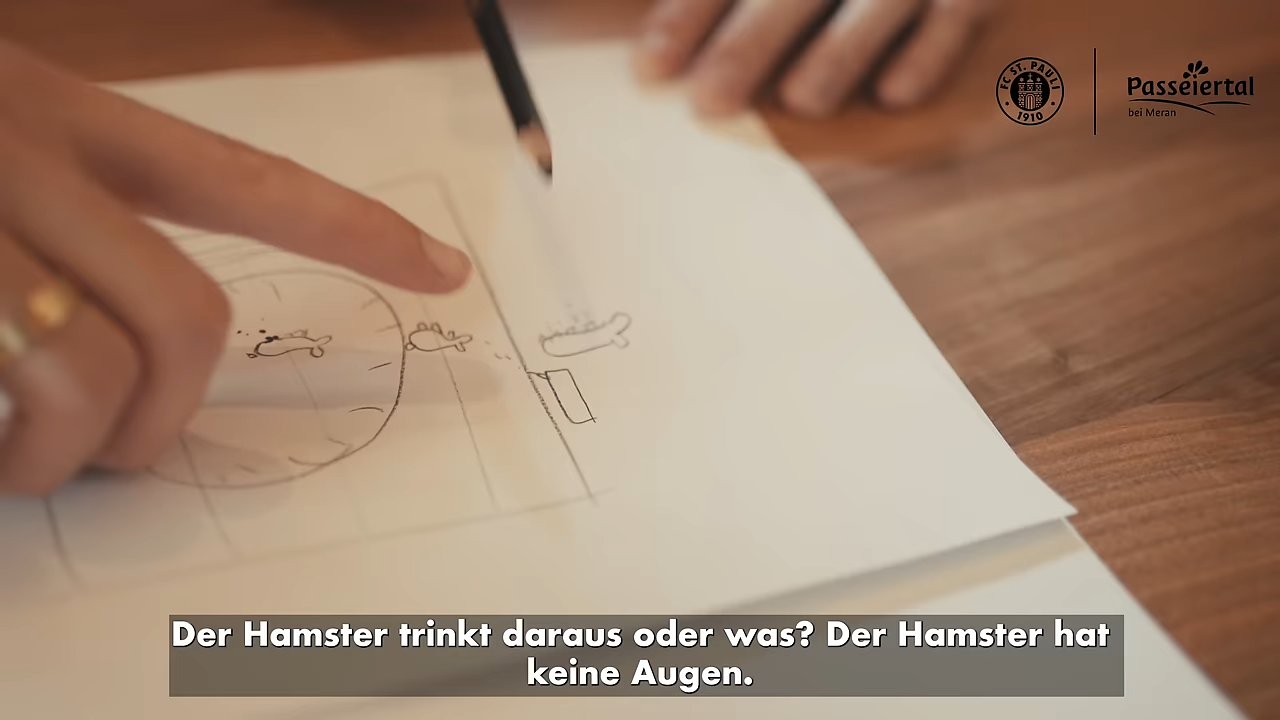 FC ST. PAULI
1910
Passeiertal
bei Meran
Der Hamster trinkt daraus oder was? Der Hamster hat
keine Augen.